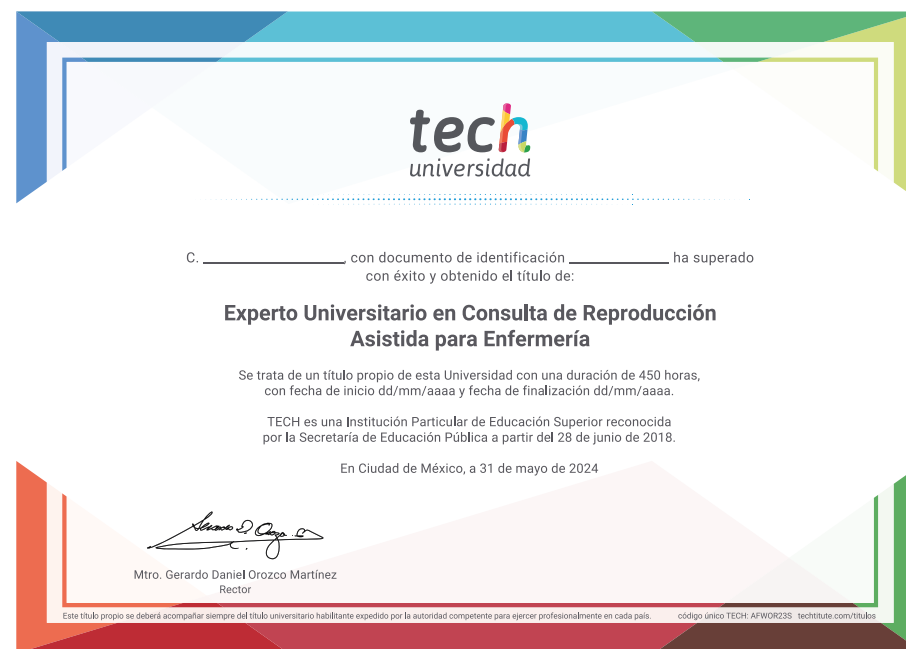 tech
universidad
C. ____________, con documento de identificación ____________ ha superado
con éxito y obtenido el título de:
Experto Universitario en Consulta de Reproducción
Asistida para Enfermería
Se trata de un título propio de esta Universidad con una duración de 450 horas,
con fecha de inicio dd/mm/aaaa y fecha de finalización dd/mm/aaaa.
TECH es una Institución Particular de Educación Superior reconocida
por la Secretaría de Educación Pública a partir del 28 de junio de 2018.
En Ciudad de México, a 31 de mayo de 2024
Mtro. Gerardo Daniel Orozco Martínez
Rector
Este título propio se deberá acompañar siempre del título universitario habilitante expedido por la autoridad competente para ejercer profesionalmente en cada país. código único TECH: AFWOR23S techtitute.com/titulos